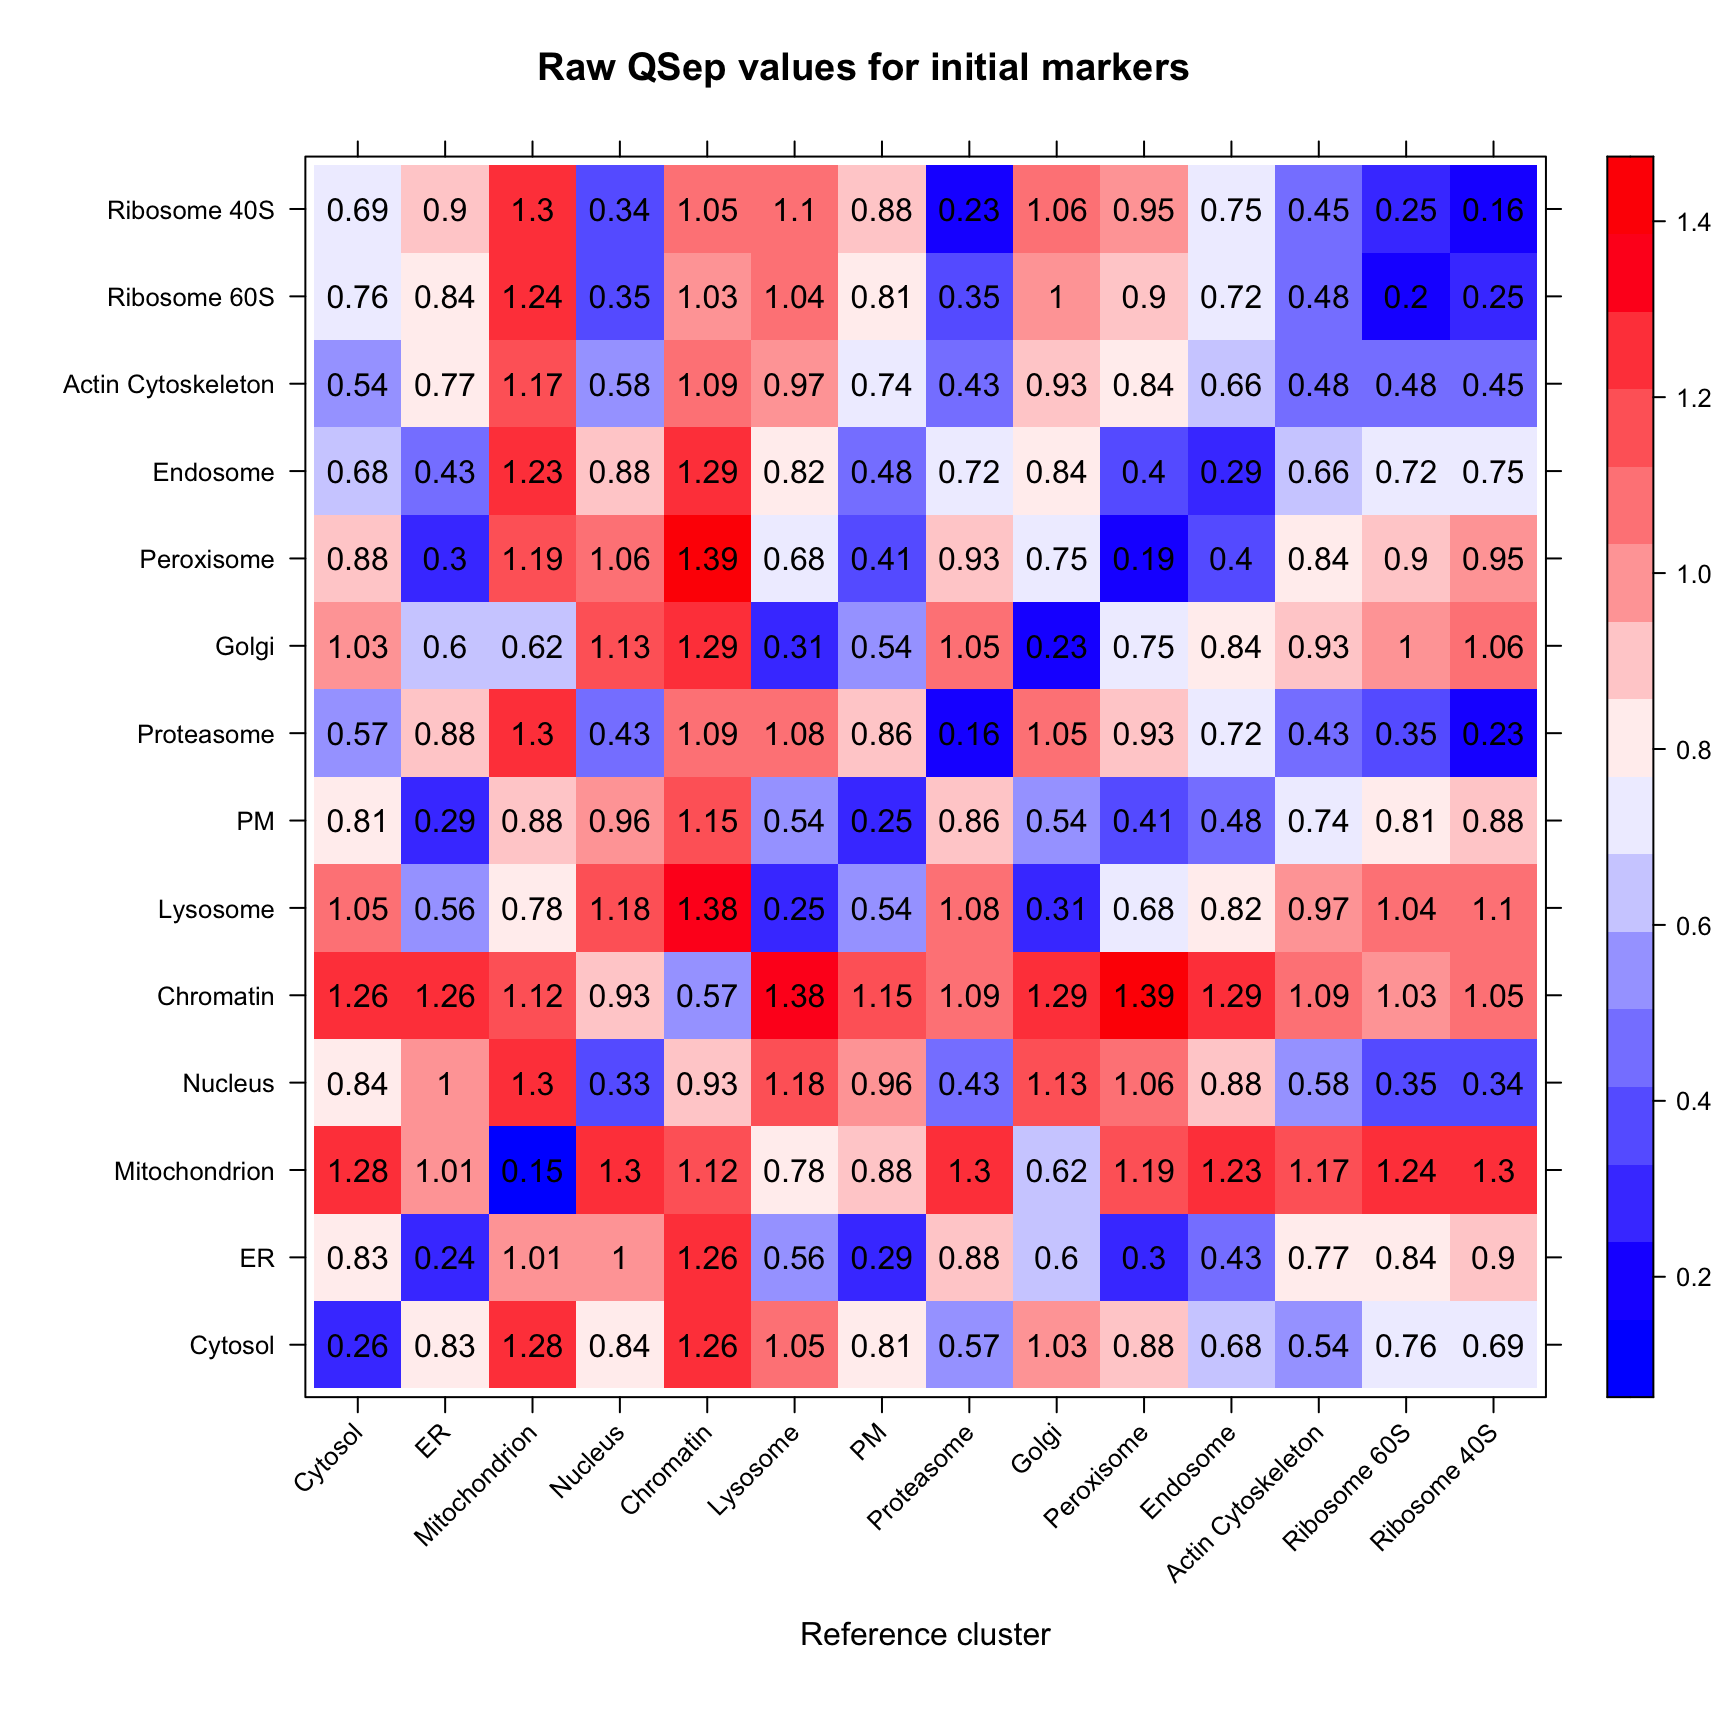 Raw QSep values for initial markers
Ribosome 40S 0.69 0.9 1.3 0.34 1.05 1.1 0.88 0.23 1.06 0.95 0.75 0.45 0.25 0.16
Ribosome 60S 0.76 0.84 1.24 0.35 1.03 1.04 0.81 0.35 1 0.9 0.72 0.48 0.2 0.25
Actin Cytoskeleton 0.54 0.77 1.17 0.58 1.09 0.97 0.74 0.43 0.93 0.84 0.66 0.48 0.48 0.45
Endosome 0.68 0.43 1.23 0.88 1.29 0.82 0.48 0.72 0.84 0.4 0.29 0.66 0.72 0.75
Peroxisome 0.88 0.3 1.19 1.06 1.39 0.68 0.41 0.93 0.75 0.19 0.4 0.84 0.9 0.95
Golgi 1.03 0.6 0.62 1.13 1.29 0.31 0.54 1.05 0.23 0.75 0.84 0.93 1 1.06
Proteasome 0.57 0.88 1.3 0.43 1.09 1.08 0.86 0.16 1.05 0.93 0.72 0.43 0.35 0.23
PM 0.81 0.29 0.88 0.96 1.15 0.54 0.25 0.86 0.54 0.41 0.48 0.74 0.81 0.88
Lysosome 1.05 0.56 0.78 1.18 1.38 0.25 0.54 1.08 0.31 0.68 0.82 0.97 1.04 1.1
Chromatin 1.26 1.26 1.12 0.93 0.57 1.38 1.15 1.09 1.29 1.39 1.29 1.09 1.03 1.05
Nucleus 0.84 1 1.3 0.33 0.93 1.18 0.96 0.43 1.13 1.06 0.88 0.58 0.35 0.34
Mitochondrion 1.28 1.01 0.15 1.3 1.12 0.78 0.88 1.3 0.62 1.19 1.23 1.17 1.24 1.3
ER 0.83 0.24 1.01 1 1.26 0.56 0.29 0.88 0.6 0.3 0.43 0.77 0.84 0.9
Cytosol 0.26 0.83 1.28 0.84 1.26 1.05 0.81 0.57 1.03 0.88 0.68 0.54 0.76 0.69
Cytosol
ER
Mitochondrion
Nucleus
Chromatin
Lysosome
PM
Proteasome
Golgi
Peroxisome
Endosome
Actin Cytoskeleton
Ribosome 60S
Ribosome 40S
Reference cluster
1.4
1.2
1.0
0.8
0.6
0.4
0.2